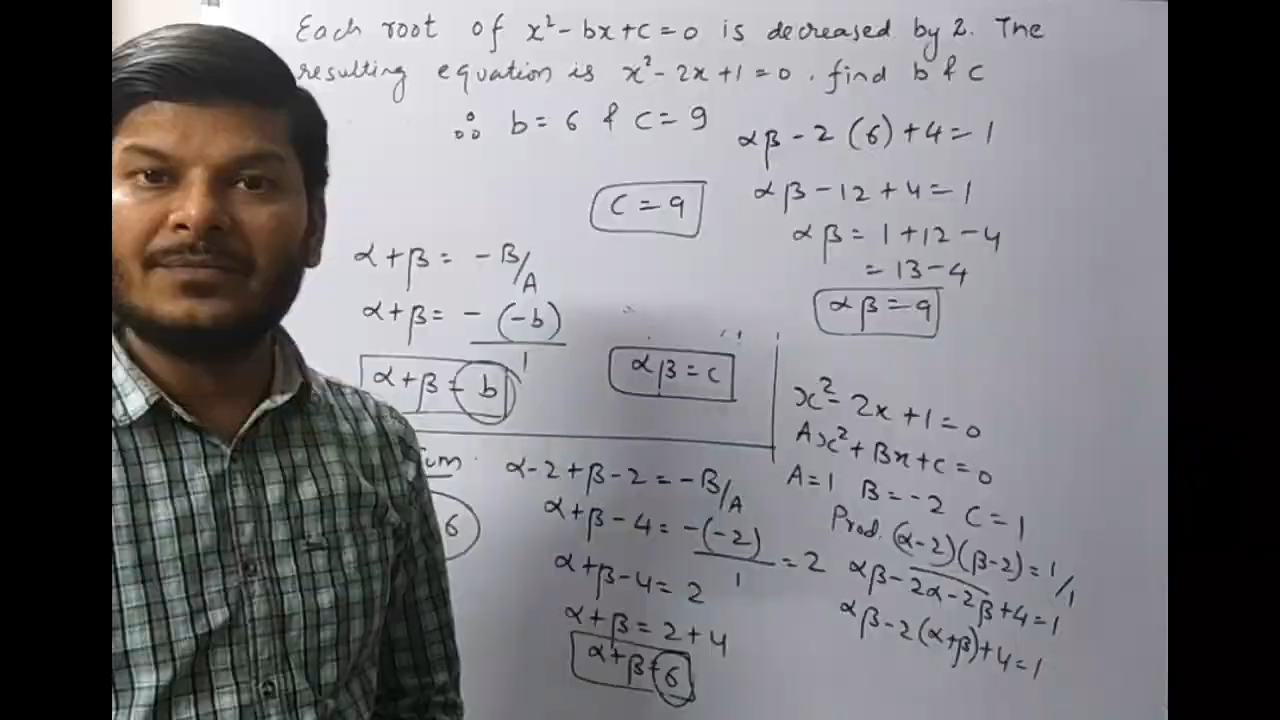 Each root of x² - bx + c = 0 is decreased by 2. The
resulting equation is x² - 2x + 1 = 0. find b & c
∴ b = 6 & c = 9
αβ - 2 (6) + 4 = 1
αβ - 12 + 4 = 1
αβ = 1 + 12 - 4
= 13 - 4
αβ = 9
C = 9
α + β = - B/A
α + β = - (-b)/1
α + β = b
αβ = c
x² - 2x + 1 = 0
Ax² + Bx + C = 0
A = 1 B = -2 C = 1
Prod. (α - 2)(β - 2) = 1/1
αβ - 2α - 2β + 4 = 1
αβ - 2(α + β) + 4 = 1
α - 2 + β - 2 = - B/A
α + β - 4 = -(-2)/1 = 2
α + β - 4 = 2
α + β = 2 + 4
α + β = 6
6